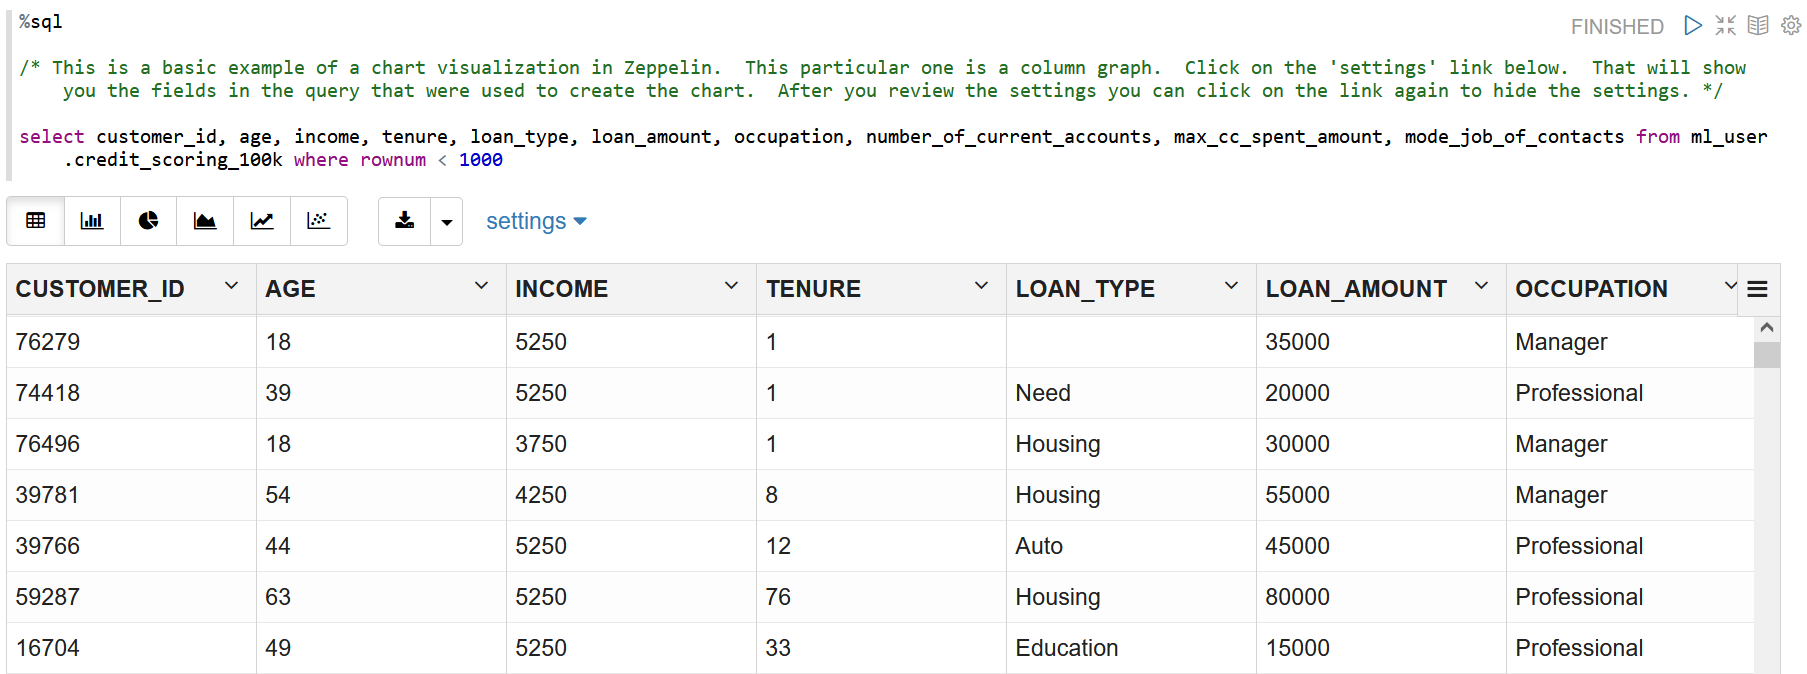 %sql
FINISHED
/* This is a basic example of a chart visualization in Zeppelin.  This particular one is a column graph.  Click on the 'settings' link below.  That will show
you the fields in the query that were used to create the chart.  After you review the settings you can click on the link again to hide the settings. */
select customer_id, age, income, tenure, loan_type, loan_amount, occupation, number_of_current_accounts, max_cc_spent_amount, mode_job_of_contacts from ml_user
.credit_scoring_100k where rownum < 1000
settings
CUSTOMER_ID AGE INCOME TENURE LOAN_TYPE LOAN_AMOUNT OCCUPATION
76279 18 5250 1 35000 Manager
74418 39 5250 1 Need 20000 Professional
76496 18 3750 1 Housing 30000 Manager
39781 54 4250 8 Housing 55000 Manager
39766 44 5250 12 Auto 45000 Professional
59287 63 5250 76 Housing 80000 Professional
16704 49 5250 33 Education 15000 Professional